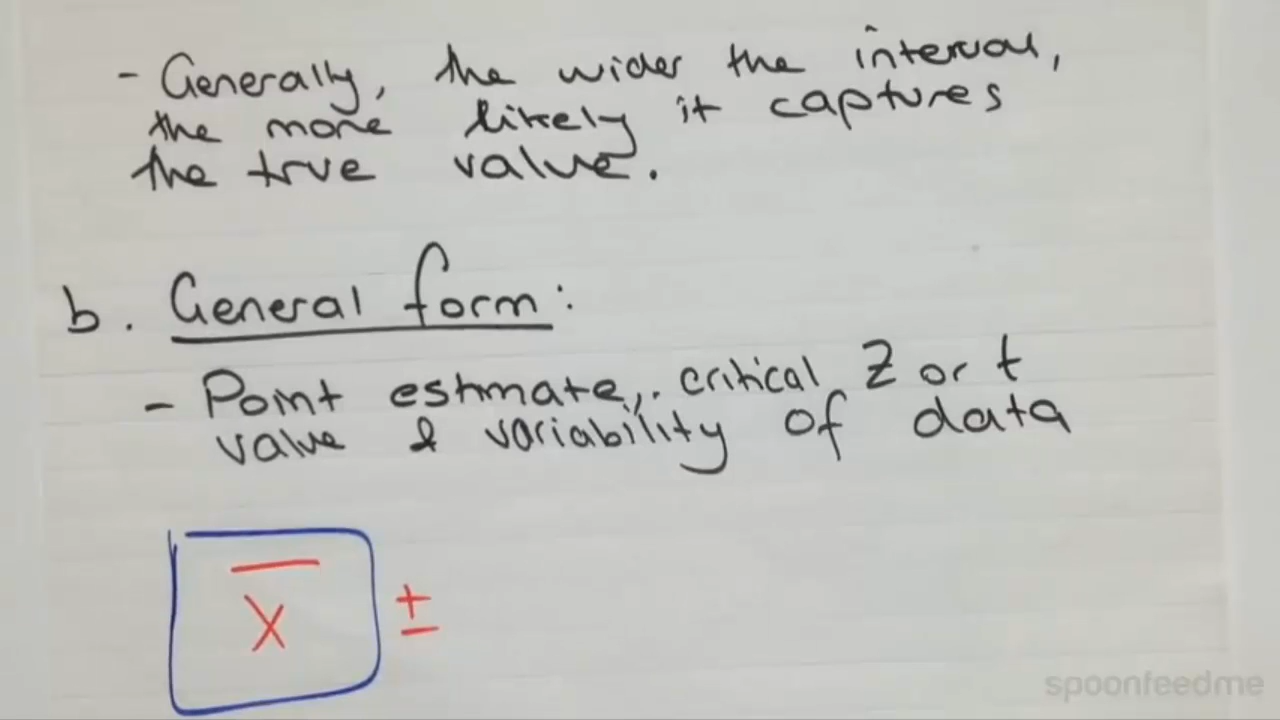 - Generally, the wider the interval,
the more likely it captures
the true value.
b. General form:
- Point estimate, critical Z or t
value & variability of data
X̄ ±
spoonfeedme